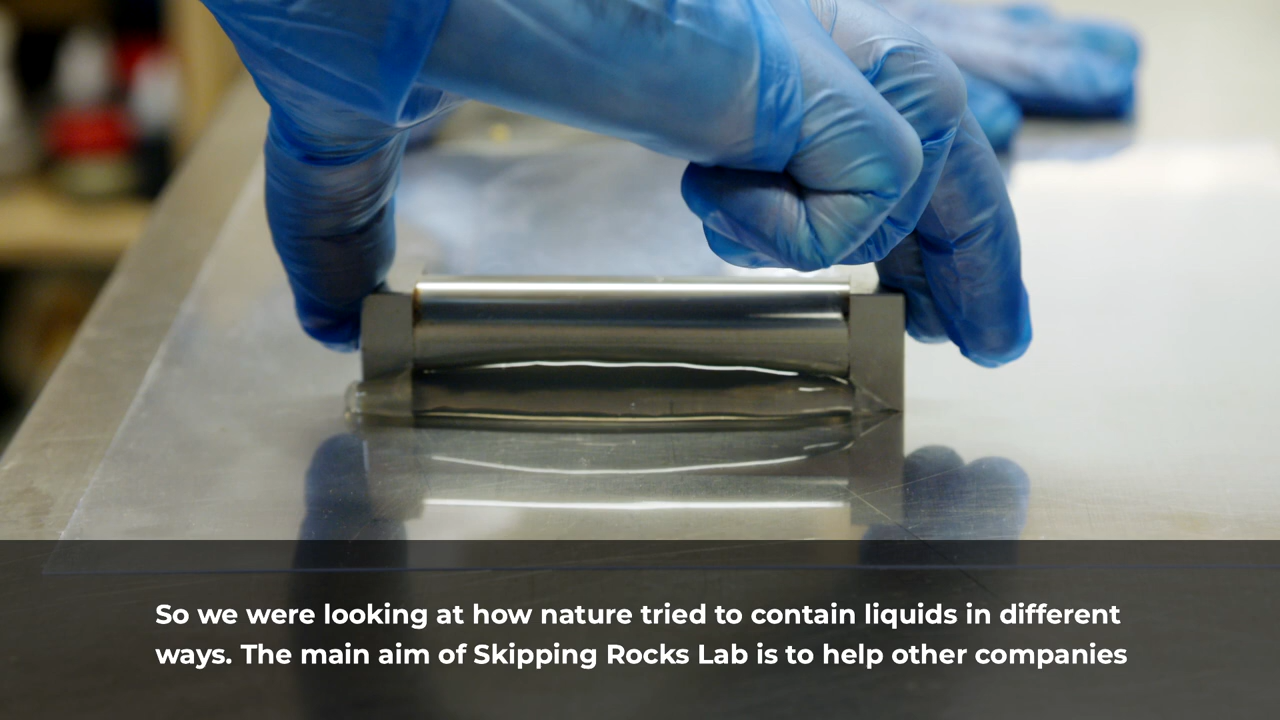 So we were looking at how nature tried to contain liquids in different
ways. The main aim of Skipping Rocks Lab is to help other companies